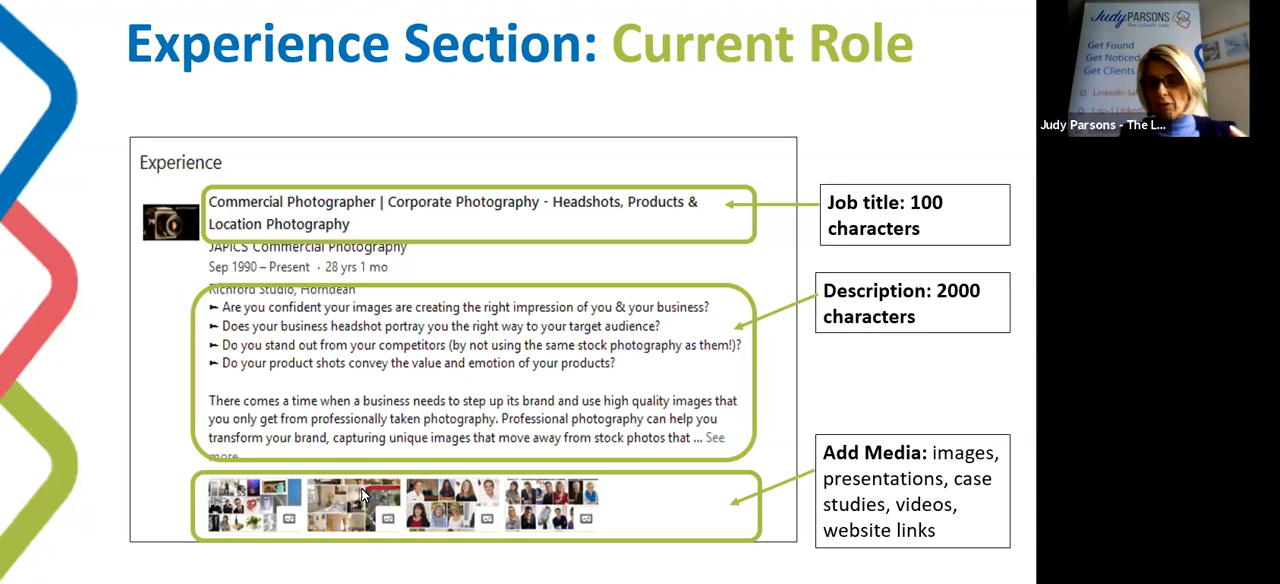 Experience Section: Current Role
Experience
Commercial Photographer | Corporate Photography - Headshots, Products &
Location Photography
JAPICS Commercial Photography
Sep 1990 – Present · 28 yrs 1 mo
Richford Studio, Horndean
► Are you confident your images are creating the right impression of you & your business?
► Does your business headshot portray you the right way to your target audience?
► Do you stand out from your competitors (by not using the same stock photography as them!)?
► Do your product shots convey the value and emotion of your products?
There comes a time when a business needs to step up its brand and use high quality images that
you only get from professionally taken photography. Professional photography can help you
transform your brand, capturing unique images that move away from stock photos that ... See
more
Job title: 100
characters
Description: 2000
characters
Add Media: images,
presentations, case
studies, videos,
website links
Judy PARSONS
The LinkedIn Lady
Get Found
Get Noticed
Get Clients
LinkedIn
1-to-1 Linked
Judy Parsons - The L...